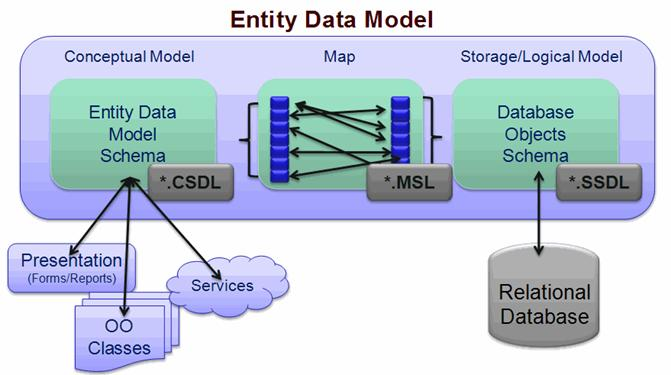 Entity Data Model
Conceptual Model
Map
Storage/Logical Model
Entity Data
Model
Schema
*.CSDL
*.MSL
Database
Objects
Schema
*.SSDL
Presentation
(Forms/Reports)
OO
Classes
Services
Relational
Database